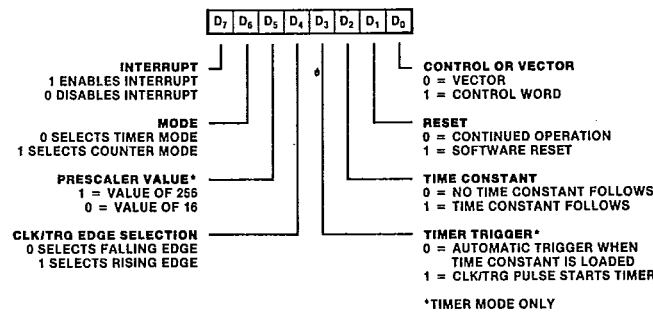 D7 D6 D5 D4 D3 D2 D1 D0
INTERRUPT
1 ENABLES INTERRUPT
0 DISABLES INTERRUPT
MODE
0 SELECTS TIMER MODE
1 SELECTS COUNTER MODE
PRESCALER VALUE*
1 = VALUE OF 256
0 = VALUE OF 16
CLK/TRG EDGE SELECTION
0 SELECTS FALLING EDGE
1 SELECTS RISING EDGE
CONTROL OR VECTOR
0 = VECTOR
1 = CONTROL WORD
RESET
0 = CONTINUED OPERATION
1 = SOFTWARE RESET
TIME CONSTANT
0 = NO TIME CONSTANT FOLLOWS
1 = TIME CONSTANT FOLLOWS
TIMER TRIGGER*
0 = AUTOMATIC TRIGGER WHEN
TIME CONSTANT IS LOADED
1 = CLK/TRG PULSE STARTS TIMER
*TIMER MODE ONLY